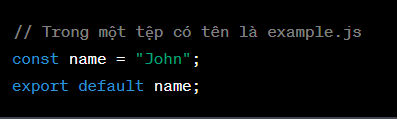 // Trong một tệp có tên là example.js
const name = "John";
export default name;